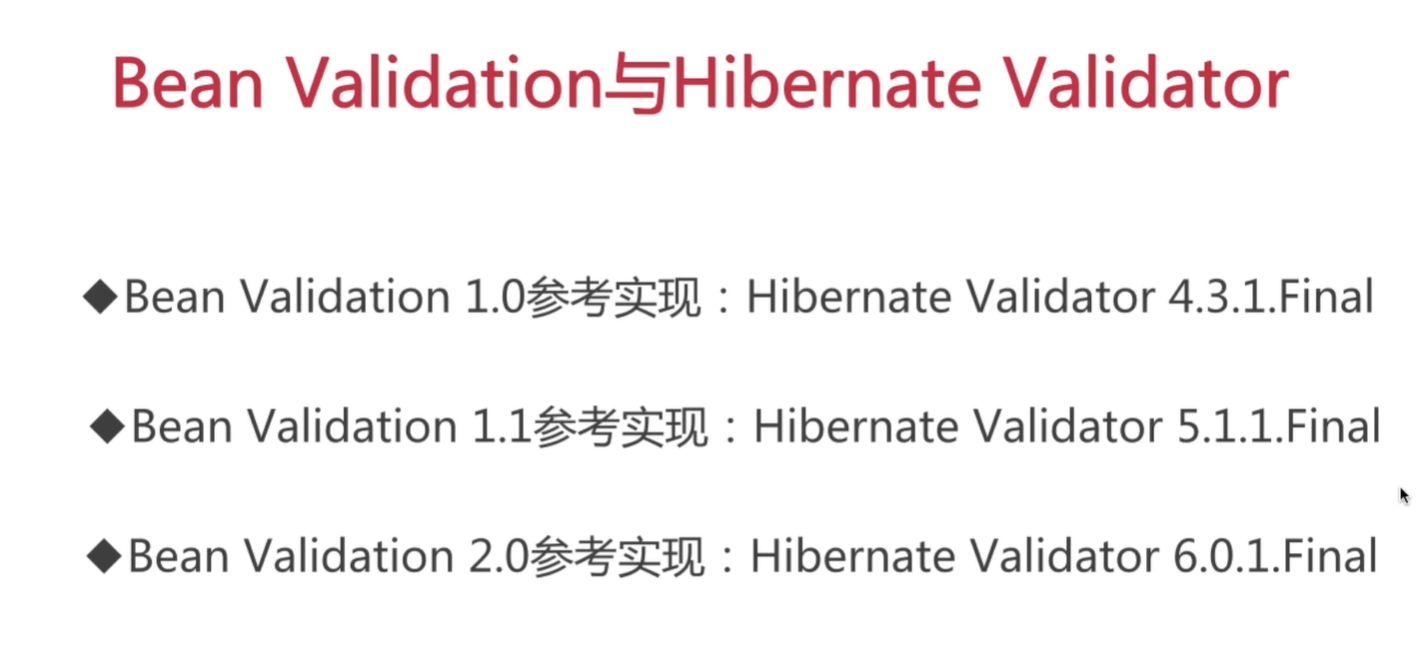 Bean Validation与Hibernate Validator
◆Bean Validation 1.0参考实现：Hibernate Validator 4.3.1.Final
◆Bean Validation 1.1参考实现：Hibernate Validator 5.1.1.Final
◆Bean Validation 2.0参考实现：Hibernate Validator 6.0.1.Final